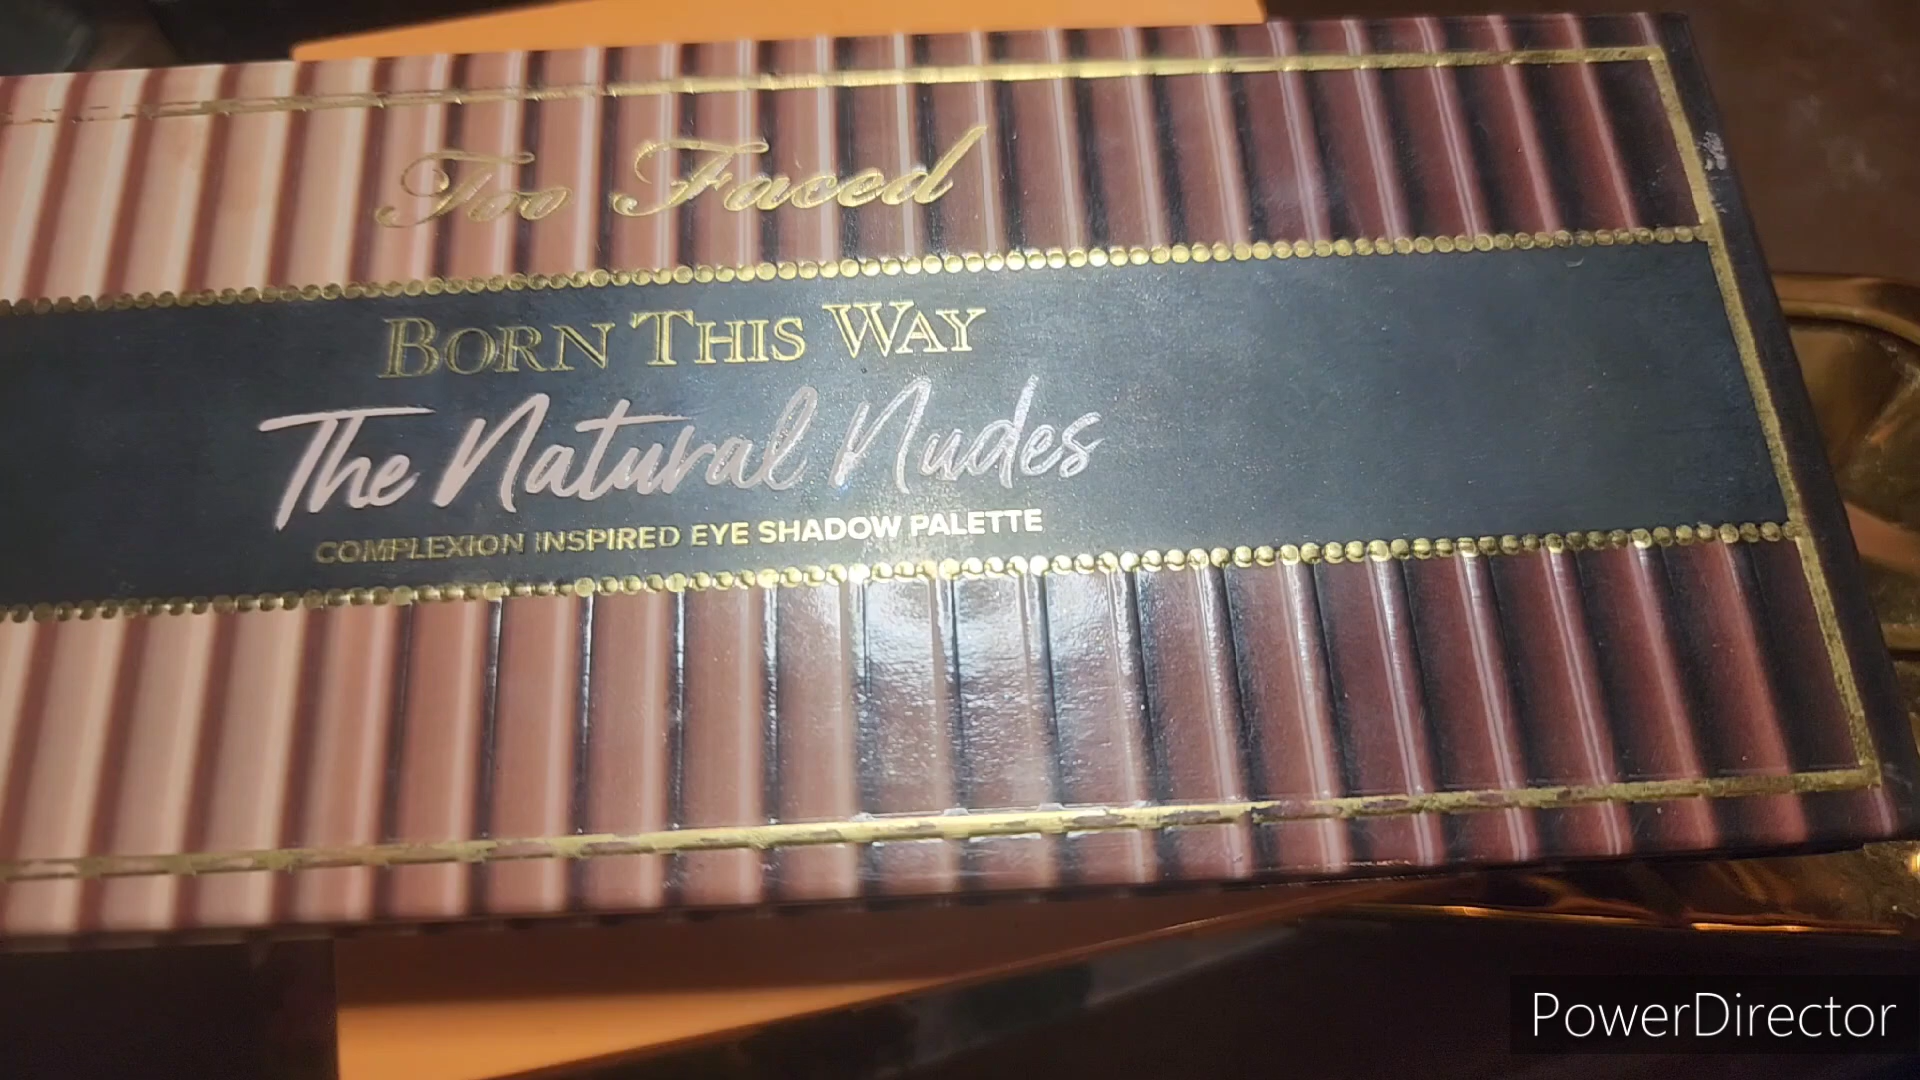 Too Faced
BORN THIS WAY
The Natural Nudes
COMPLEXION INSPIRED EYE SHADOW PALETTE
PowerDirector